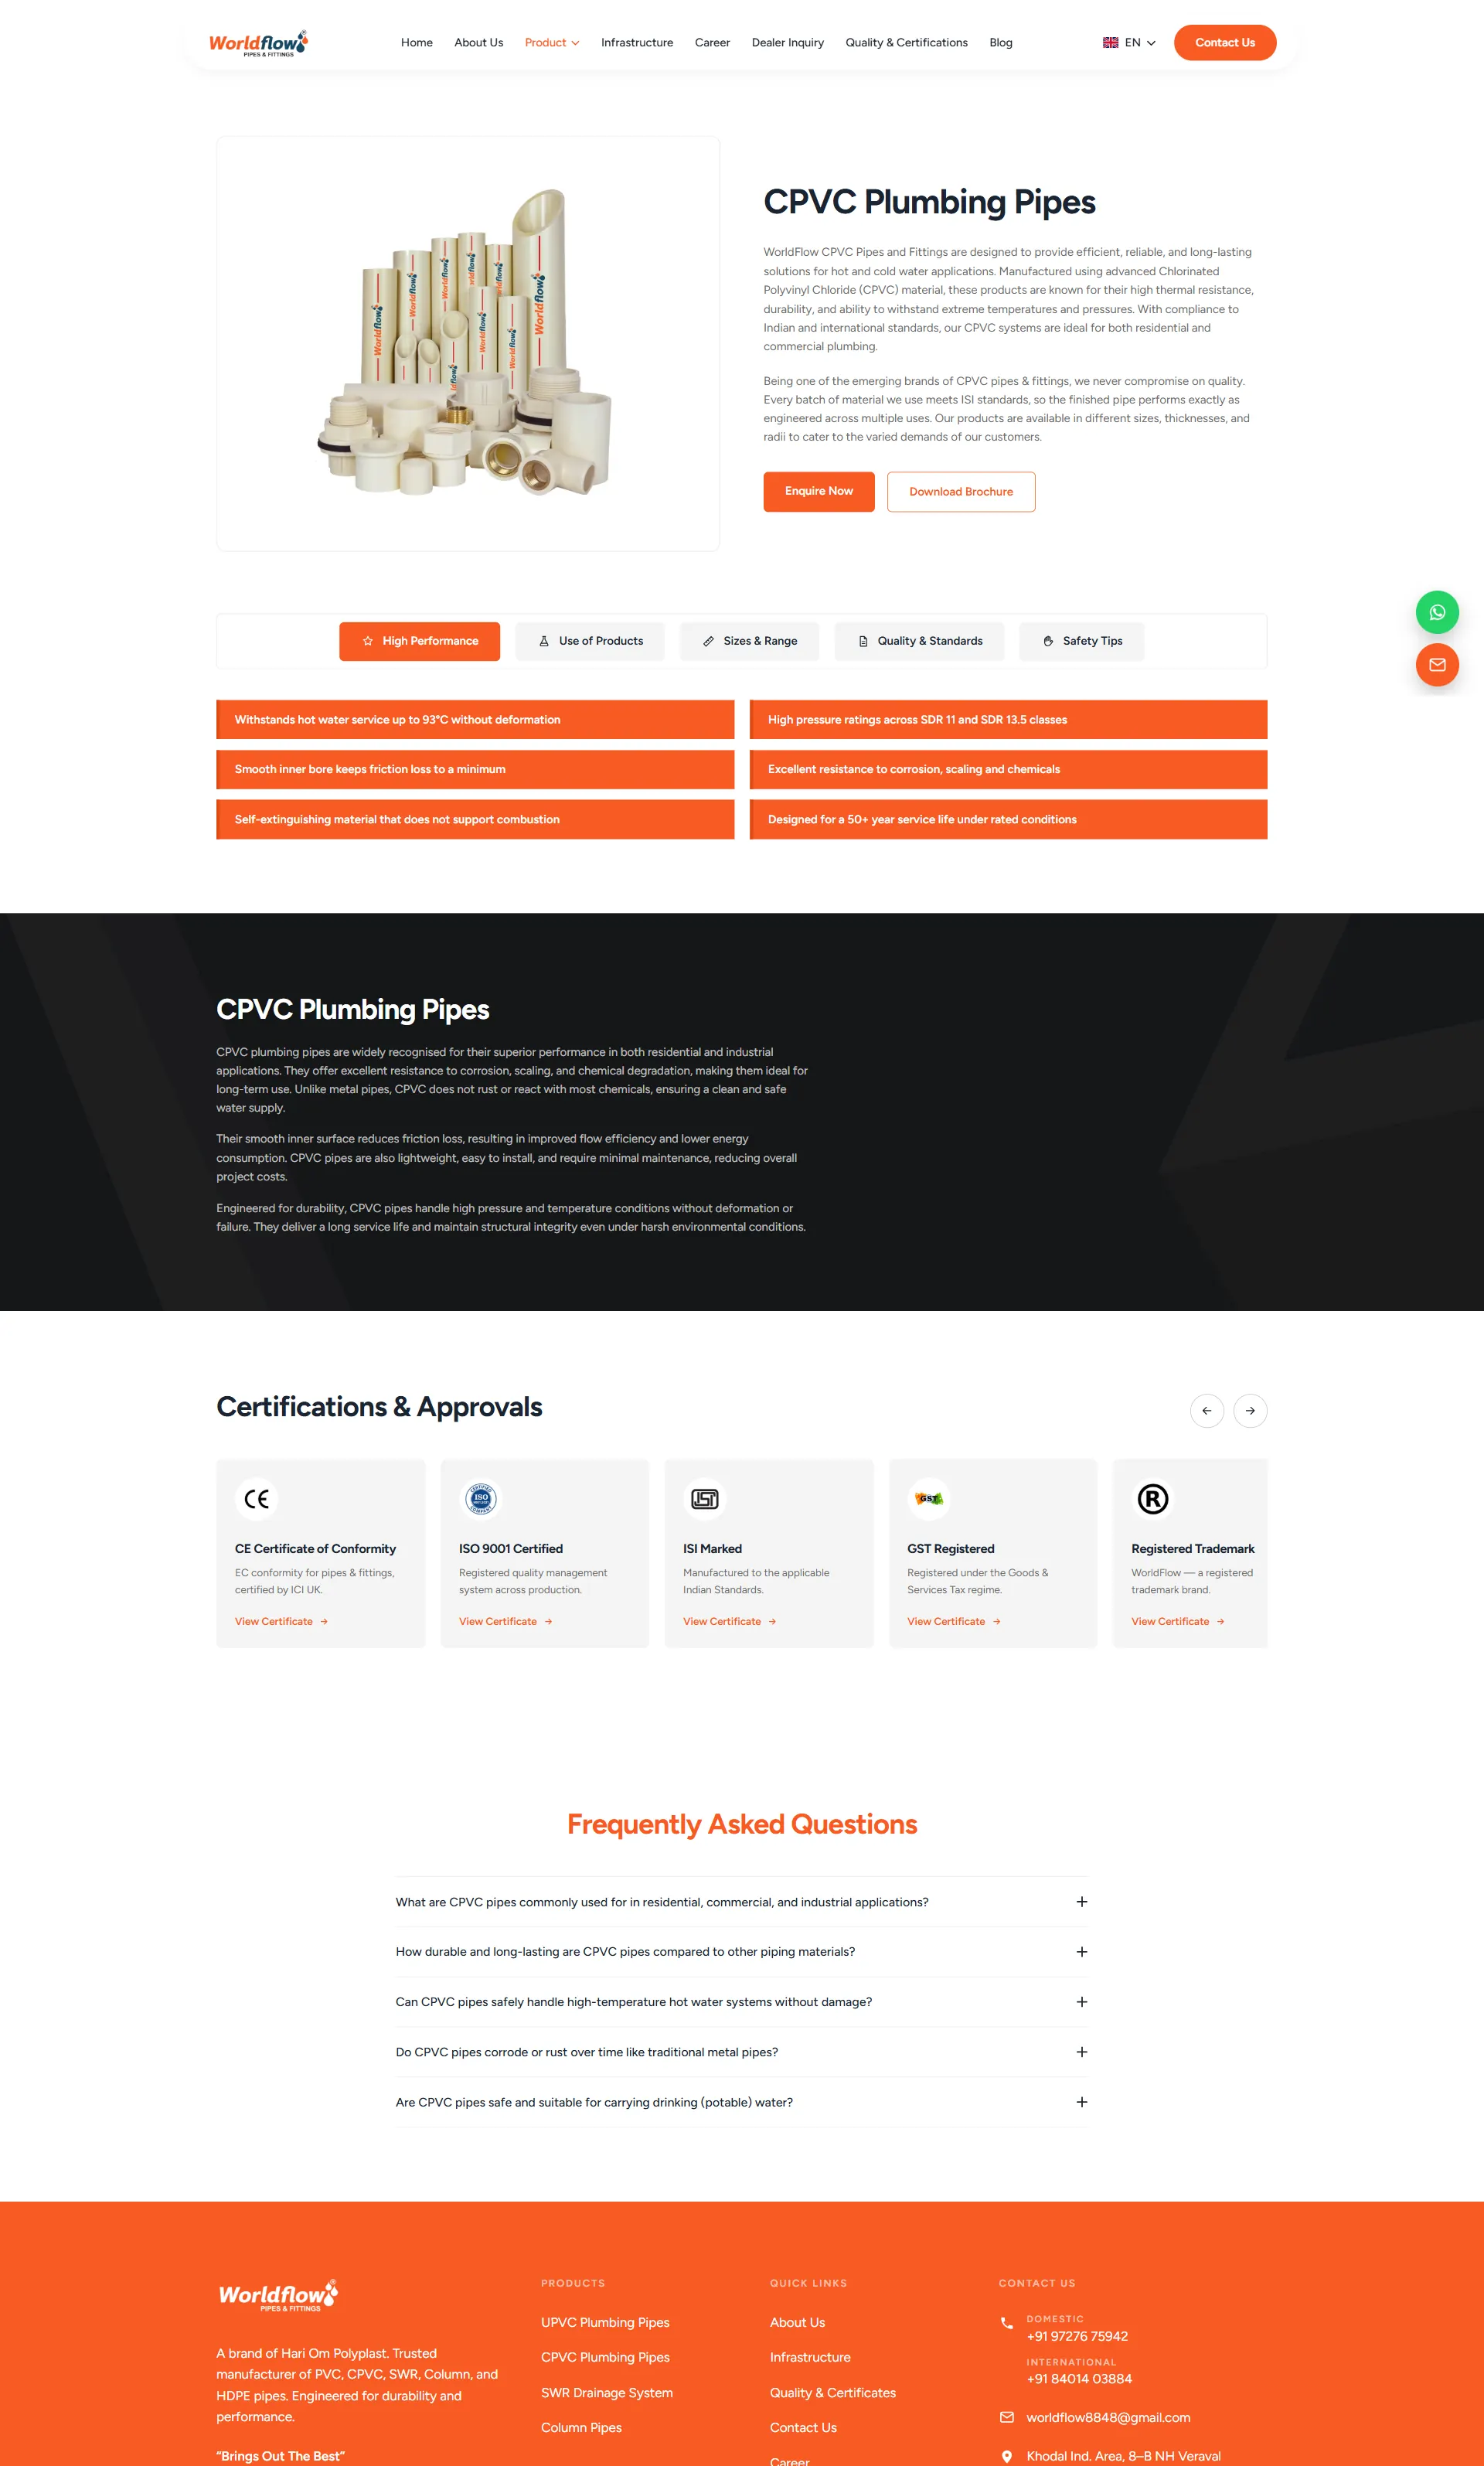 Worldflow
PIPES & FITTINGS
Home
About Us
Product
Infrastructure
Career
Dealer Inquiry
Quality & Certifications
Blog
EN
Contact Us
Worldflow
Worldflow
Worldflow
Worldflow
Worldflow
Worldflow
Worldflow
CPVC Plumbing Pipes
WorldFlow CPVC Pipes and Fittings are designed to provide efficient, reliable, and long-lasting
solutions for hot and cold water applications. Manufactured using advanced Chlorinated
Polyvinyl Chloride (CPVC) material, these products are known for their high thermal resistance,
durability, and ability to withstand extreme temperatures and pressures. With compliance to
Indian and international standards, our CPVC systems are ideal for both residential and
commercial plumbing.
Being one of the emerging brands of CPVC pipes & fittings, we never compromise on quality.
Every batch of material we use meets ISI standards, so the finished pipe performs exactly as
engineered across multiple uses. Our products are available in different sizes, thicknesses, and
radii to cater to the varied demands of our customers.
Enquire Now
Download Brochure
High Performance
Use of Products
Sizes & Range
Quality & Standards
Safety Tips
Withstands hot water service up to 93°C without deformation
High pressure ratings across SDR 11 and SDR 13.5 classes
Smooth inner bore keeps friction loss to a minimum
Excellent resistance to corrosion, scaling and chemicals
Self-extinguishing material that does not support combustion
Designed for a 50+ year service life under rated conditions
CPVC Plumbing Pipes
CPVC plumbing pipes are widely recognised for their superior performance in both residential and industrial
applications. They offer excellent resistance to corrosion, scaling, and chemical degradation, making them ideal for
long-term use. Unlike metal pipes, CPVC does not rust or react with most chemicals, ensuring a clean and safe
water supply.
Their smooth inner surface reduces friction loss, resulting in improved flow efficiency and lower energy
consumption. CPVC pipes are also lightweight, easy to install, and require minimal maintenance, reducing overall
project costs.
Engineered for durability, CPVC pipes handle high pressure and temperature conditions without deformation or
failure. They deliver a long service life and maintain structural integrity even under harsh environmental conditions.
Certifications & Approvals
CE
CE Certificate of Conformity
EC conformity for pipes & fittings,
certified by ICI UK.
View Certificate
CERTIFIED
ISO
COMPANY
ISO 9001 Certified
Registered quality management
system across production.
View Certificate
ISI
ISI Marked
Manufactured to the applicable
Indian Standards.
View Certificate
GST
GST Registered
Registered under the Goods &
Services Tax regime.
View Certificate
®
Registered Trademark
WorldFlow — a registered
trademark brand.
View Certificate
Frequently Asked Questions
What are CPVC pipes commonly used for in residential, commercial, and industrial applications?
How durable and long-lasting are CPVC pipes compared to other piping materials?
Can CPVC pipes safely handle high-temperature hot water systems without damage?
Do CPVC pipes corrode or rust over time like traditional metal pipes?
Are CPVC pipes safe and suitable for carrying drinking (potable) water?
Worldflow
PIPES & FITTINGS
A brand of Hari Om Polyplast. Trusted
manufacturer of PVC, CPVC, SWR, Column, and
HDPE pipes. Engineered for durability and
performance.
“Brings Out The Best”
PRODUCTS
UPVC Plumbing Pipes
CPVC Plumbing Pipes
SWR Drainage System
Column Pipes
QUICK LINKS
About Us
Infrastructure
Quality & Certificates
Contact Us
Career
CONTACT US
DOMESTIC
+91 97276 75942
INTERNATIONAL
+91 84014 03884
worldflow8848@gmail.com
Khodal Ind. Area, 8–B NH Veraval